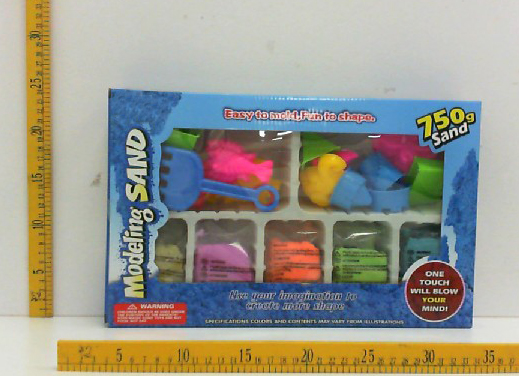 Easy to mold, Fun to shape.
750g
Sand
Modeling SAND
ONE
TOUCH
WILL BLOW
YOUR
MIND!
Use your imagination to
create more shape
WARNING
SPECIFICATIONS, COLORS AND CONTENTS MAY VARY FROM ILLUSTRATIONS
30
25
20
15
10
5
5
10
15
20
25
30
35